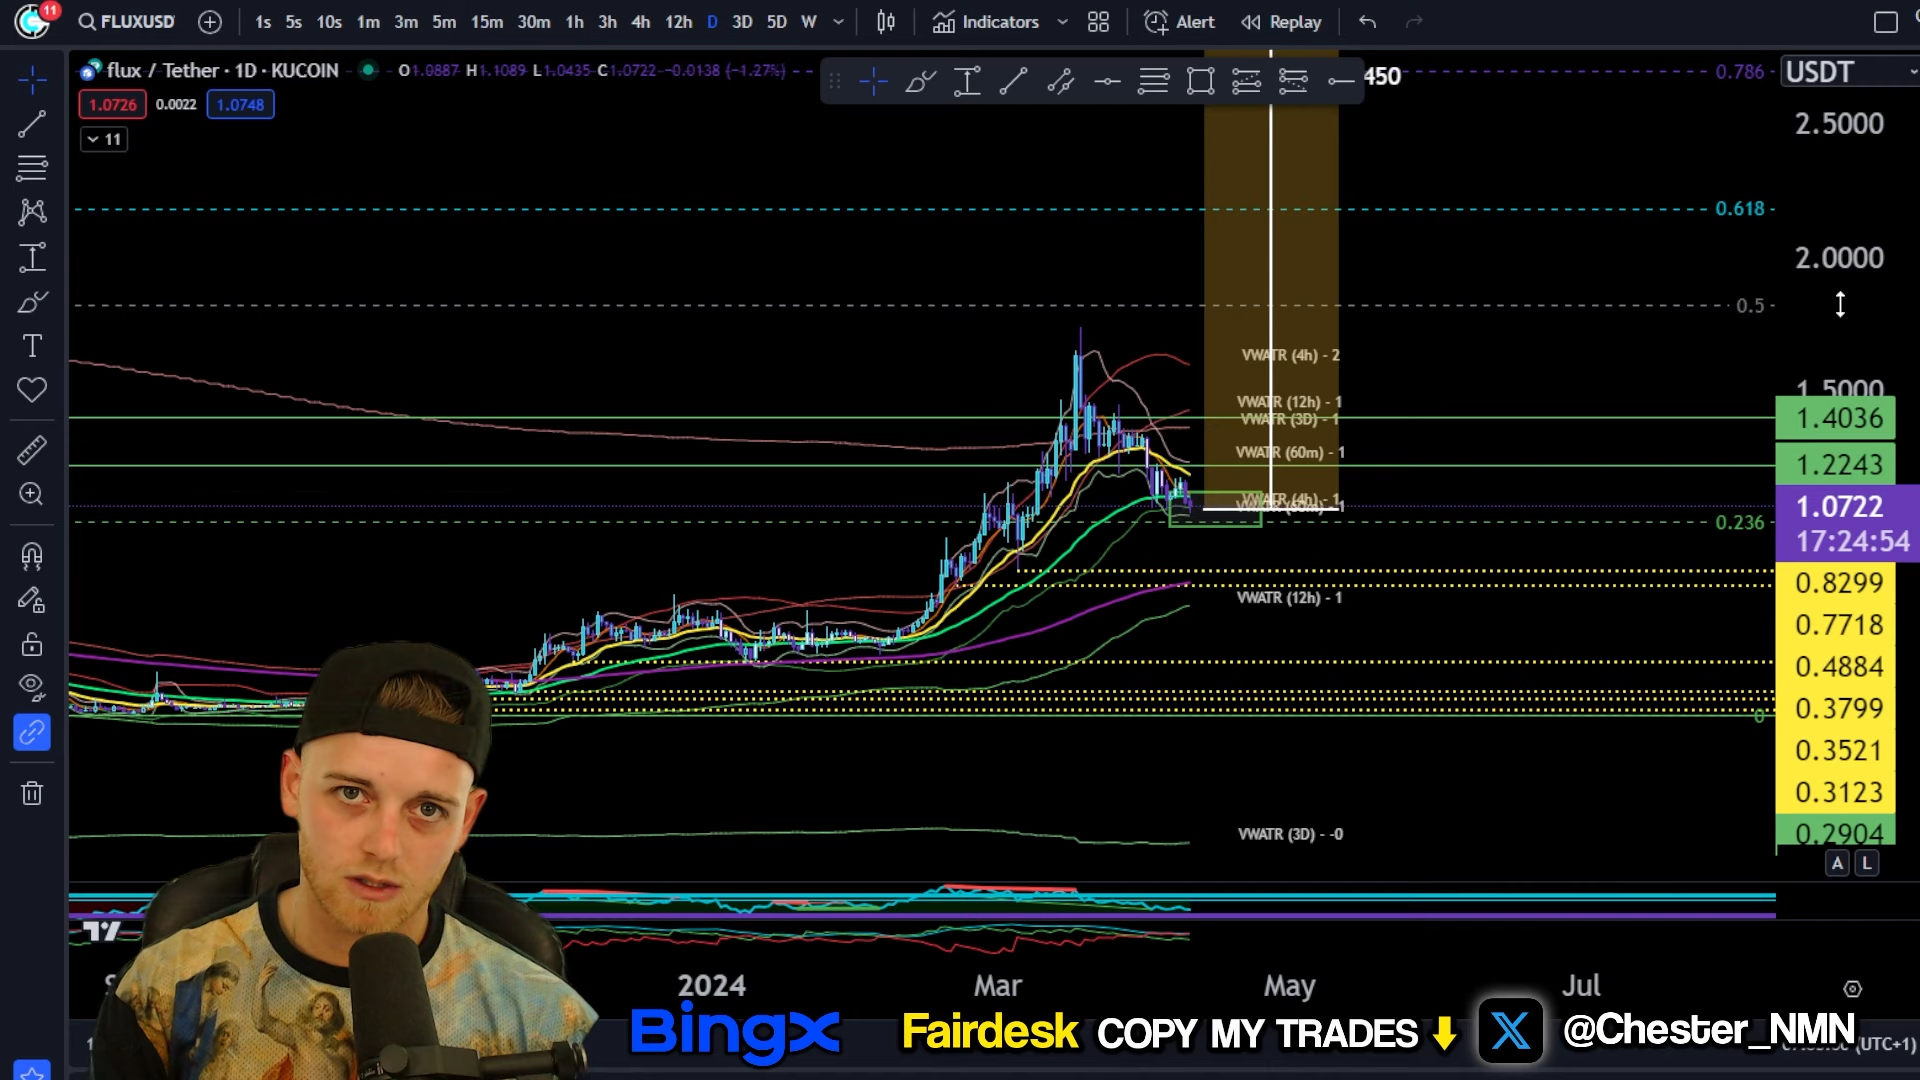 11
FLUXUSD 1s 5s 10s 1m 3m 5m 15m 30m 1h 3h 4h 12h D 3D 5D W Indicators Alert Replay
flux / Tether · 1D · KUCOIN O1.0887 H1.1089 L1.0435 C1.0722 −0.0138 (−1.27%)
450
0.786
USDT
1.0726 0.0022 1.0748
11
2.5000
0.618
2.0000
0.5
VWATR (4h) - 2
1.5000
VWATR (12h) - 1
VWATR (3D) - 1
1.4036
VWATR (60m) - 1
1.2243
VWATR (4h) - 1
1.0722
0.236
17:24:54
0.8299
VWATR (12h) - 1
0.7718
0.4884
0.3799
0
0.3521
0.3123
VWATR (3D) - -0
0.2904
A L
2024 Mar May Jul
BingX Fairdesk COPY MY TRADES X @Chester_NMN
(UTC+1)